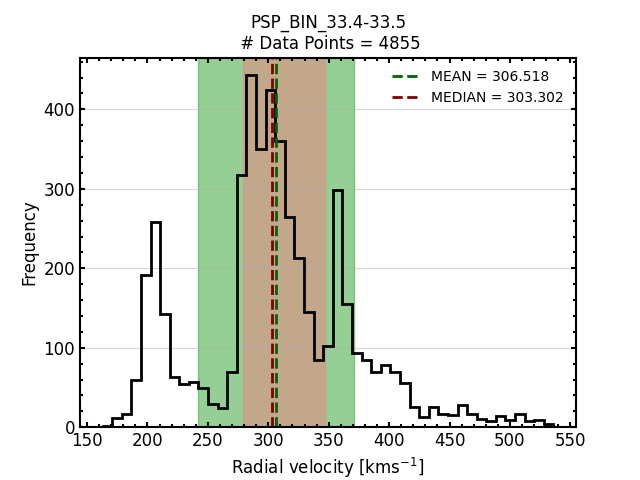 PSP_BIN_33.4-33.5
# Data Points = 4855
MEAN = 306.518
MEDIAN = 303.302
Frequency
400
300
200
100
0
150 200 250 300 350 400 450 500 550
Radial velocity [kms⁻¹]